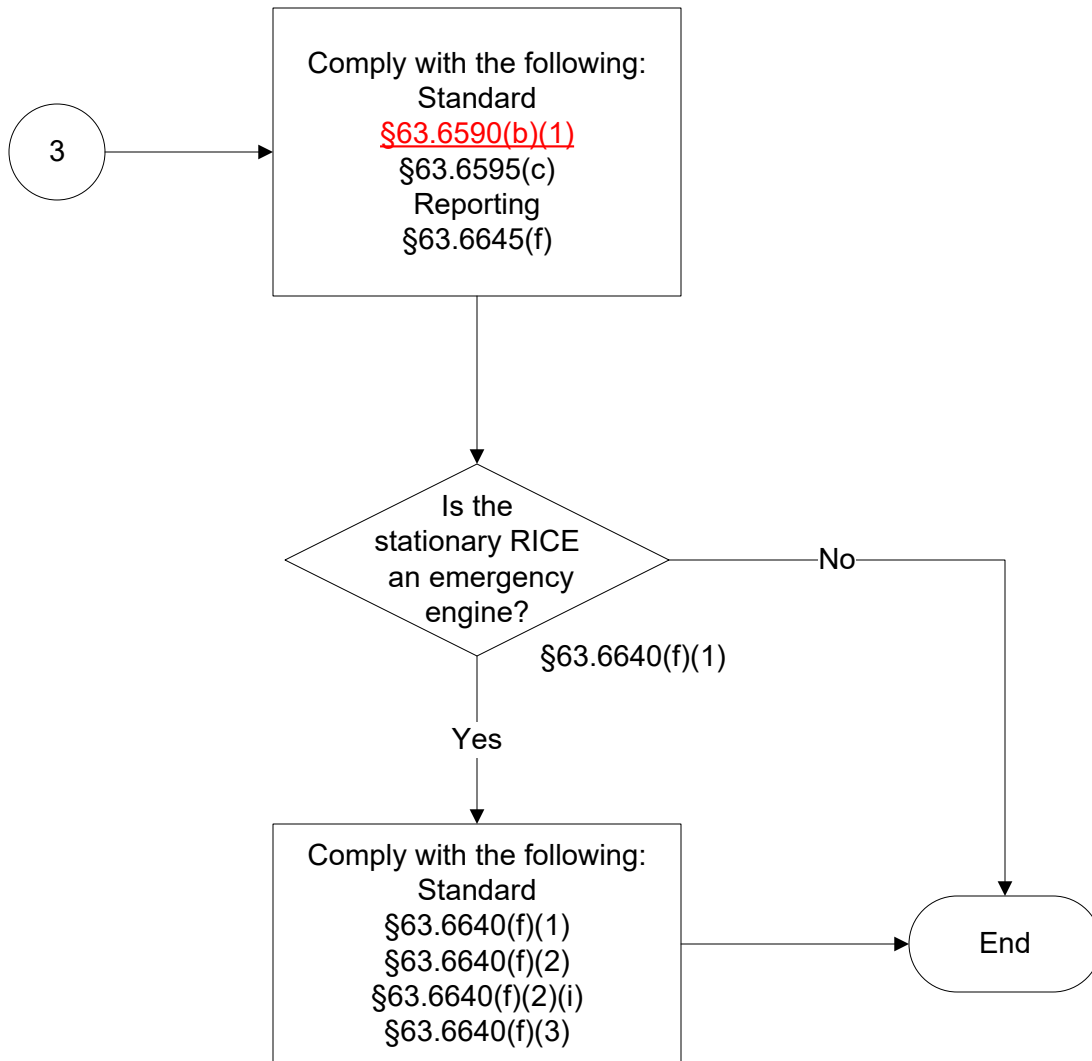 3
Comply with the following:
Standard
§63.6590(b)(1)
§63.6595(c)
Reporting
§63.6645(f)
Is the
stationary RICE
an emergency
engine?
No
§63.6640(f)(1)
Yes
Comply with the following:
Standard
§63.6640(f)(1)
§63.6640(f)(2)
§63.6640(f)(2)(i)
§63.6640(f)(3)
End